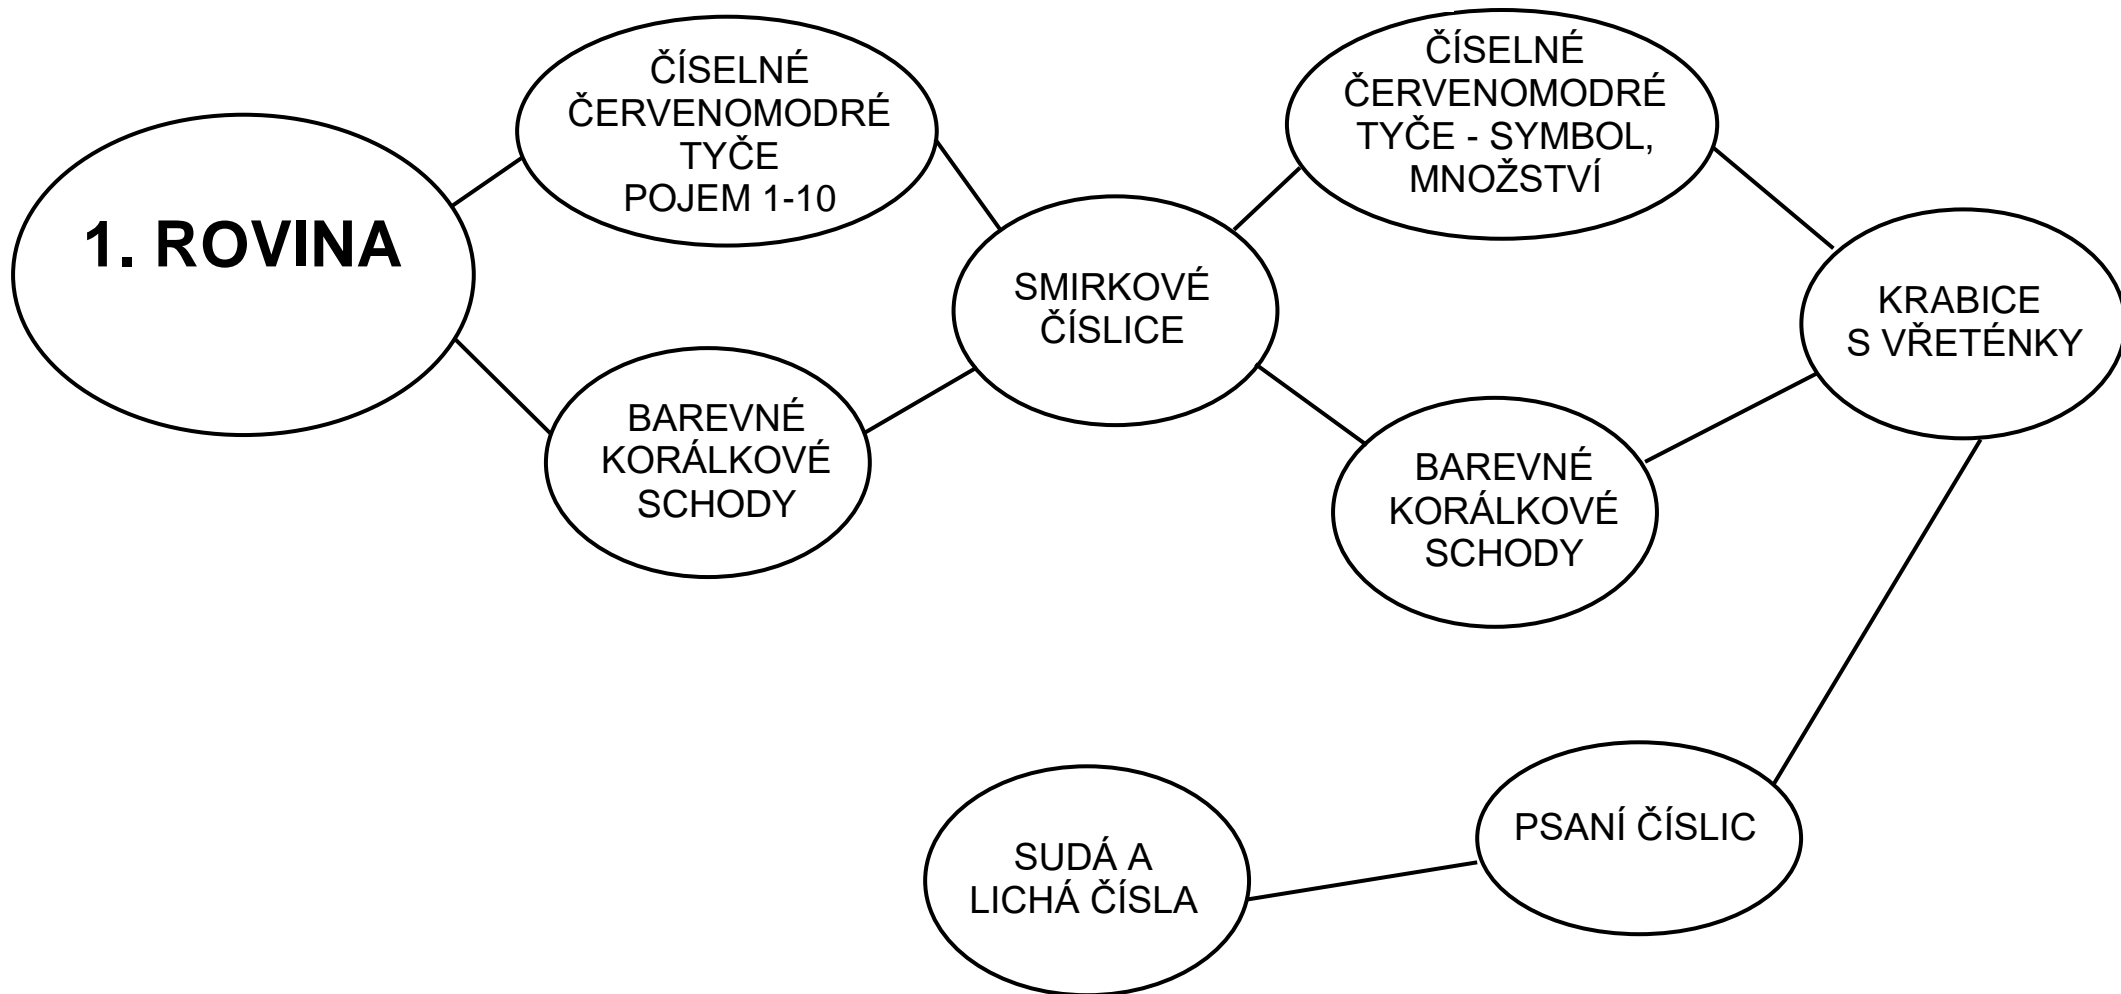 1. ROVINA
ČÍSELNÉ
ČERVENOMODRÉ
TYČE
POJEM 1-10
BAREVNÉ
KORÁLKOVÉ
SCHODY
SMIRKOVÉ
ČÍSLICE
ČÍSELNÉ
ČERVENOMODRÉ
TYČE - SYMBOL,
MNOŽSTVÍ
BAREVNÉ
KORÁLKOVÉ
SCHODY
KRABICE
S VŘETÉNKY
PSANÍ ČÍSLIC
SUDÁ A
LICHÁ ČÍSLA